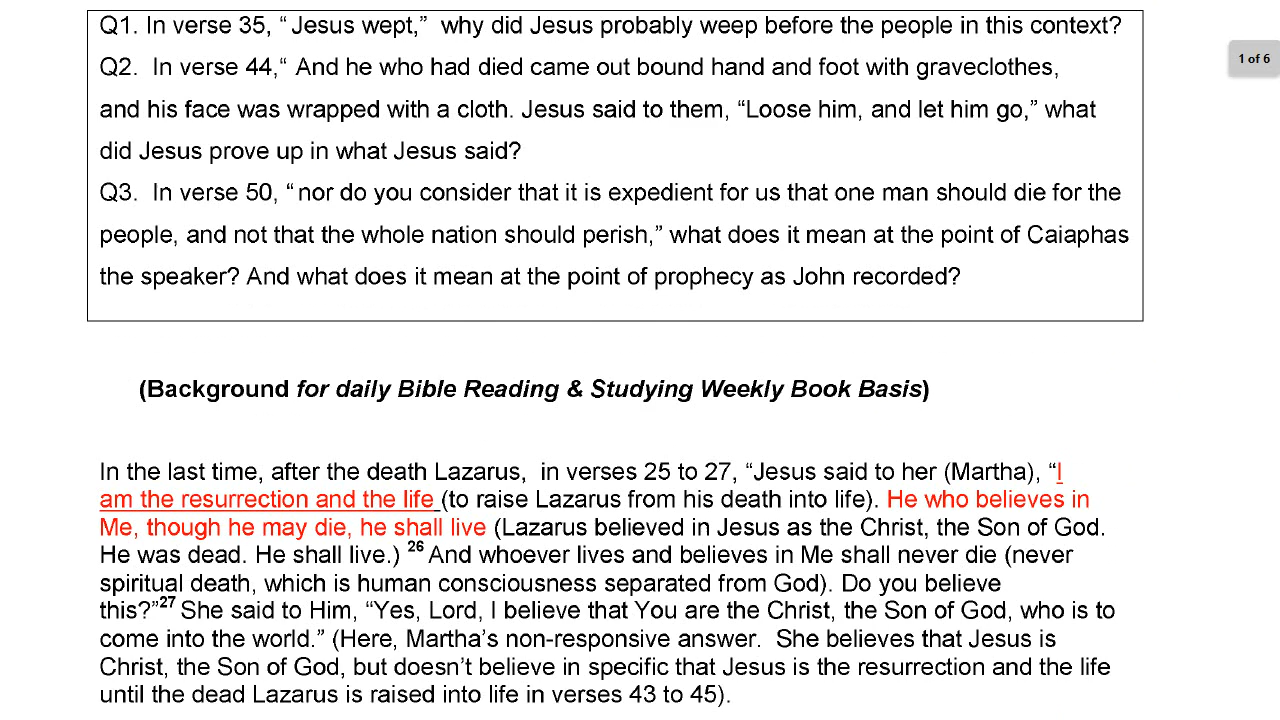 Q1. In verse 35, “Jesus wept,” why did Jesus probably weep before the people in this context?
Q2. In verse 44,“ And he who had died came out bound hand and foot with graveclothes,
and his face was wrapped with a cloth. Jesus said to them, “Loose him, and let him go,” what
did Jesus prove up in what Jesus said?
Q3. In verse 50, “nor do you consider that it is expedient for us that one man should die for the
people, and not that the whole nation should perish,” what does it mean at the point of Caiaphas
the speaker? And what does it mean at the point of prophecy as John recorded?
1 of 6
(Background for daily Bible Reading & Studying Weekly Book Basis)
In the last time, after the death Lazarus, in verses 25 to 27, “Jesus said to her (Martha), “I
am the resurrection and the life (to raise Lazarus from his death into life). He who believes in
Me, though he may die, he shall live (Lazarus believed in Jesus as the Christ, the Son of God.
He was dead. He shall live.) 26 And whoever lives and believes in Me shall never die (never
spiritual death, which is human consciousness separated from God). Do you believe
this?”27 She said to Him, “Yes, Lord, I believe that You are the Christ, the Son of God, who is to
come into the world.” (Here, Martha’s non-responsive answer. She believes that Jesus is
Christ, the Son of God, but doesn’t believe in specific that Jesus is the resurrection and the life
until the dead Lazarus is raised into life in verses 43 to 45).